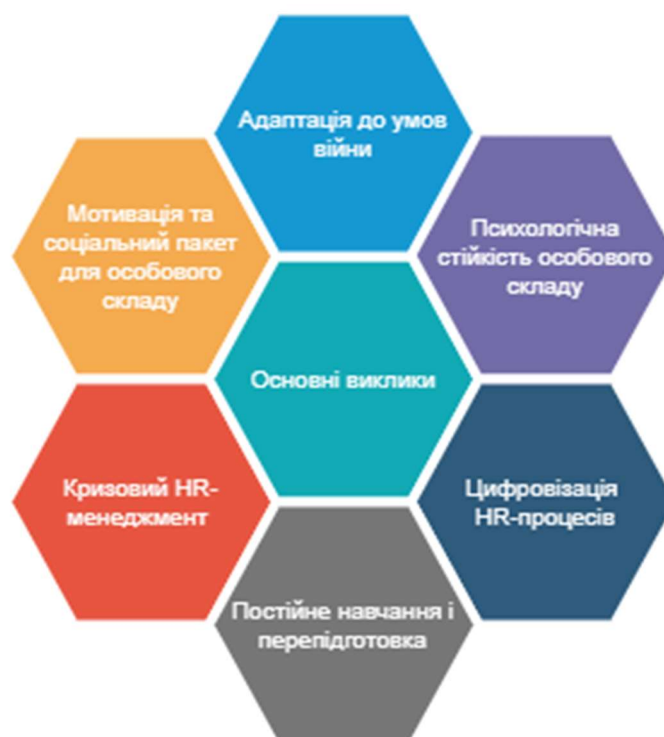 Адаптація до умов
війни
Мотивація та
соціальний пакет
для особового
складу
Психологічна
стійкість особового
складу
Основні виклики
Кризовий HR-
менеджмент
Цифровізація
HR-процесів
Постійне навчання і
перепідготовка